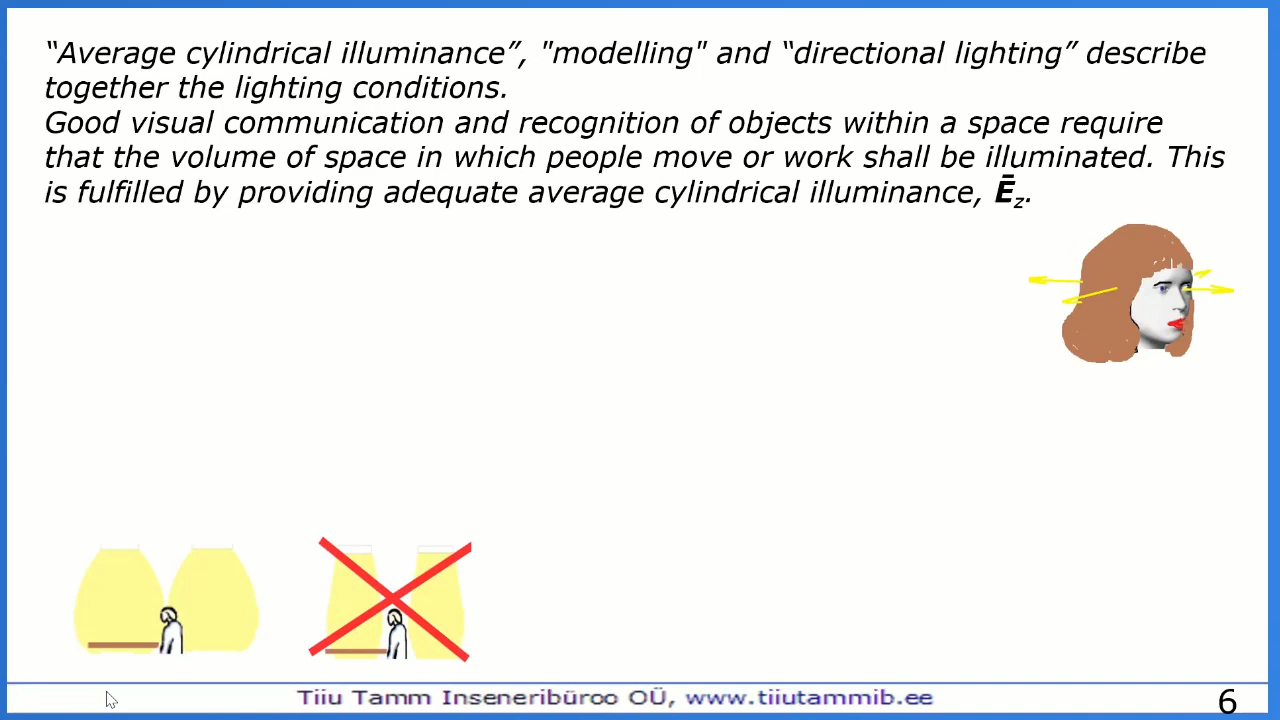 “Average cylindrical illuminance”, "modelling" and “directional lighting” describe
together the lighting conditions.
Good visual communication and recognition of objects within a space require
that the volume of space in which people move or work shall be illuminated. This
is fulfilled by providing adequate average cylindrical illuminance, Ēz.
Tiiu Tamm Inseneribüroo OÜ, www.tiiutammib.ee
6